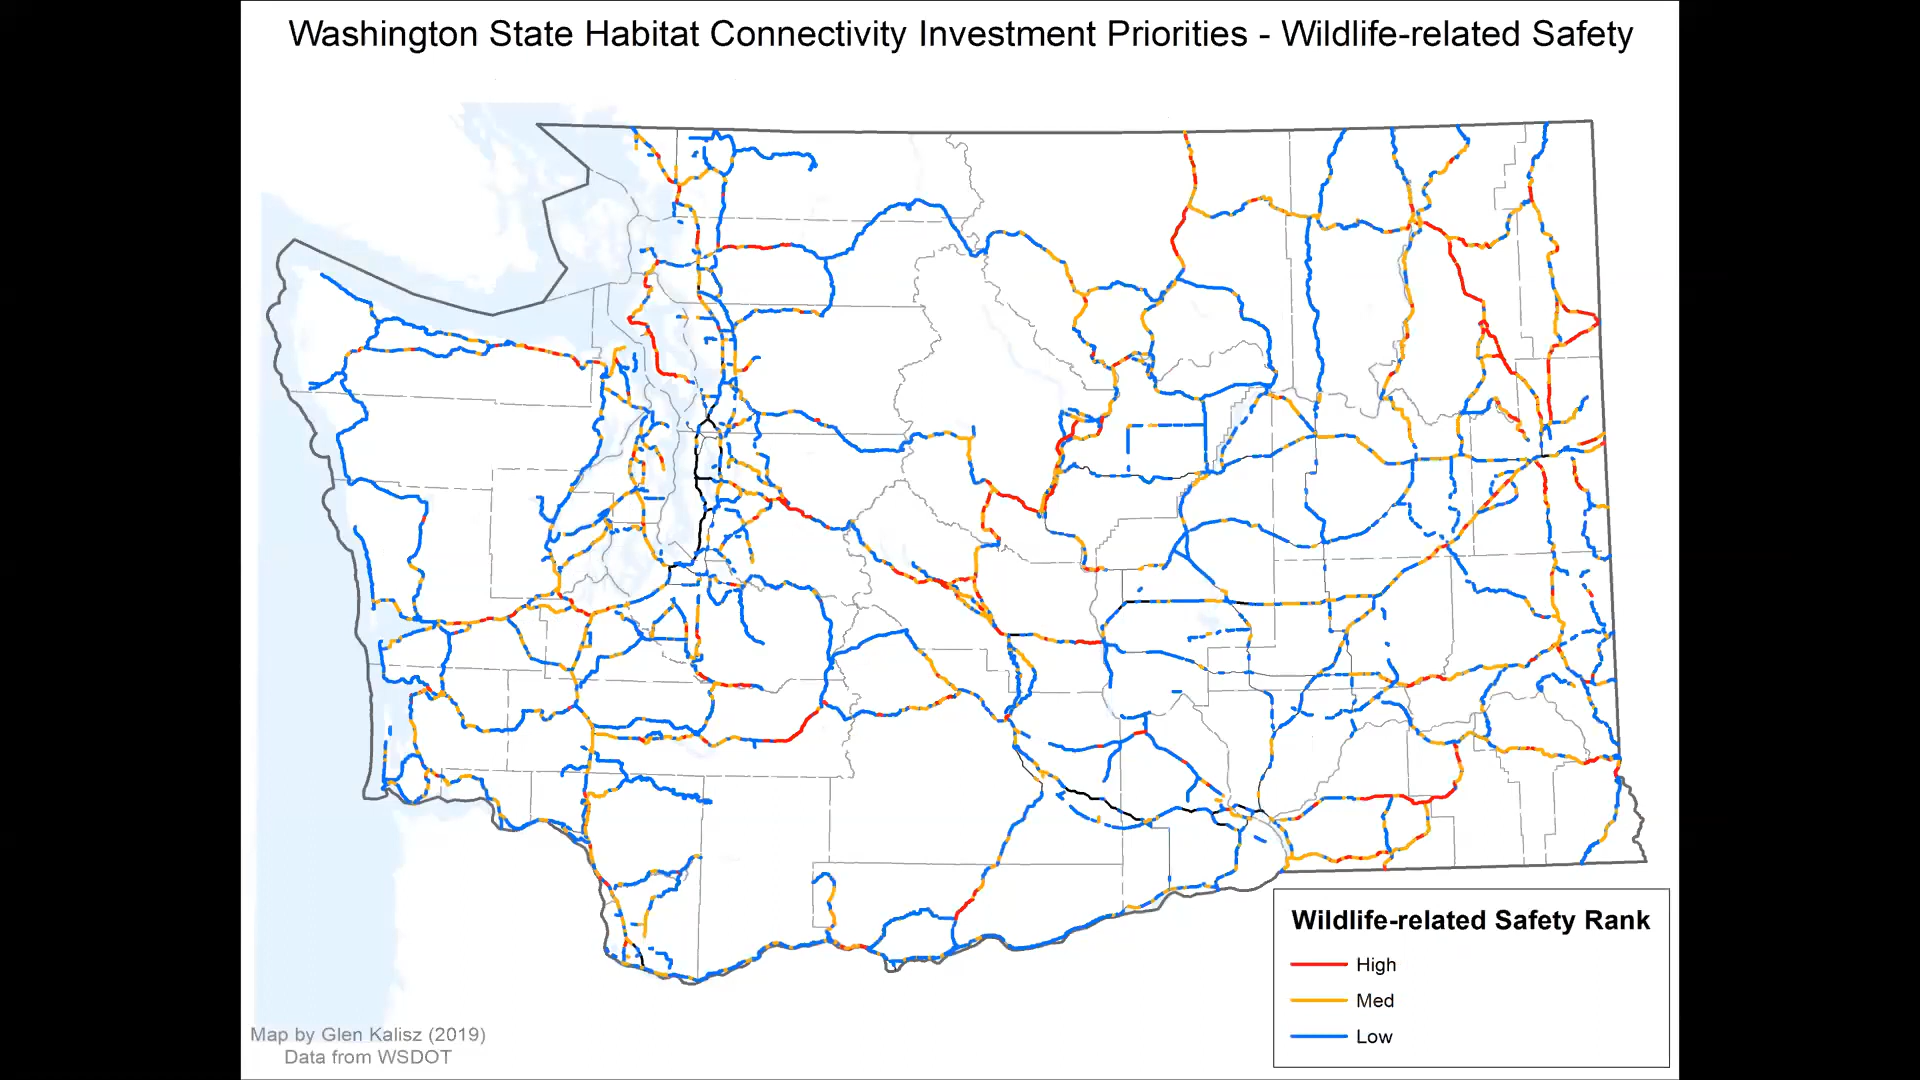 Washington State Habitat Connectivity Investment Priorities - Wildlife-related Safety
Wildlife-related Safety Rank
High
Med
Low
Map by Glen Kalisz (2019)
Data from WSDOT